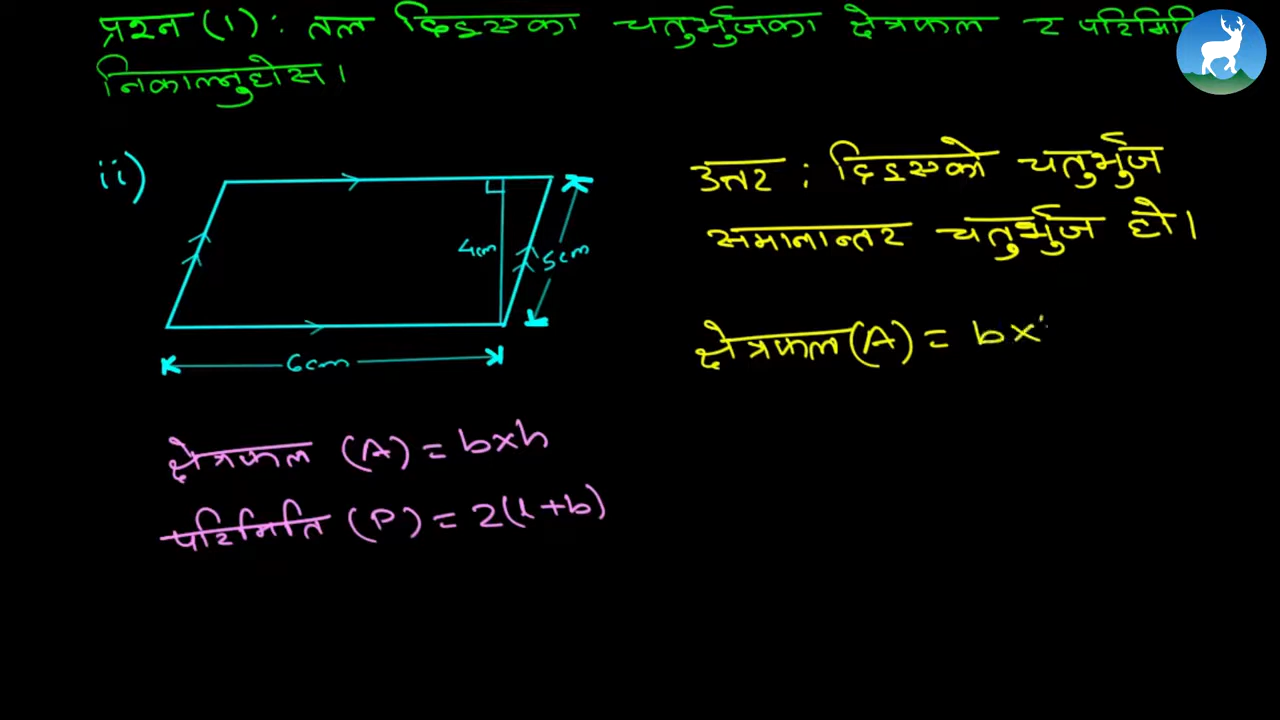 प्रश्न (1) : तल दिइएका चतुर्भुजका क्षेत्रफल र परिमिति
निकाल्नुहोस ।
ii)
4cm
5cm
6cm
उत्तर : दिइएको चतुर्भुज
समानान्तर चतुर्भुज हो ।
क्षेत्रफल (A) = b×
क्षेत्रफल (A) = b×h
परिमिति (P) = 2(l+b)